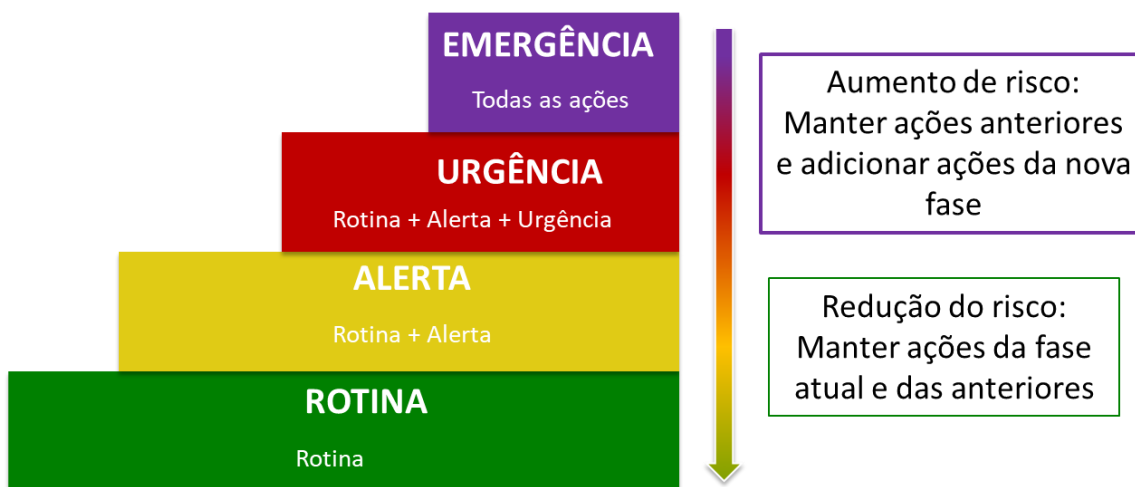 EMERGÊNCIA
Todas as ações
URGÊNCIA
Rotina + Alerta + Urgência
ALERTA
Rotina + Alerta
ROTINA
Rotina
Aumento de risco:
Manter ações anteriores
e adicionar ações da nova
fase
Redução do risco:
Manter ações da fase
atual e das anteriores